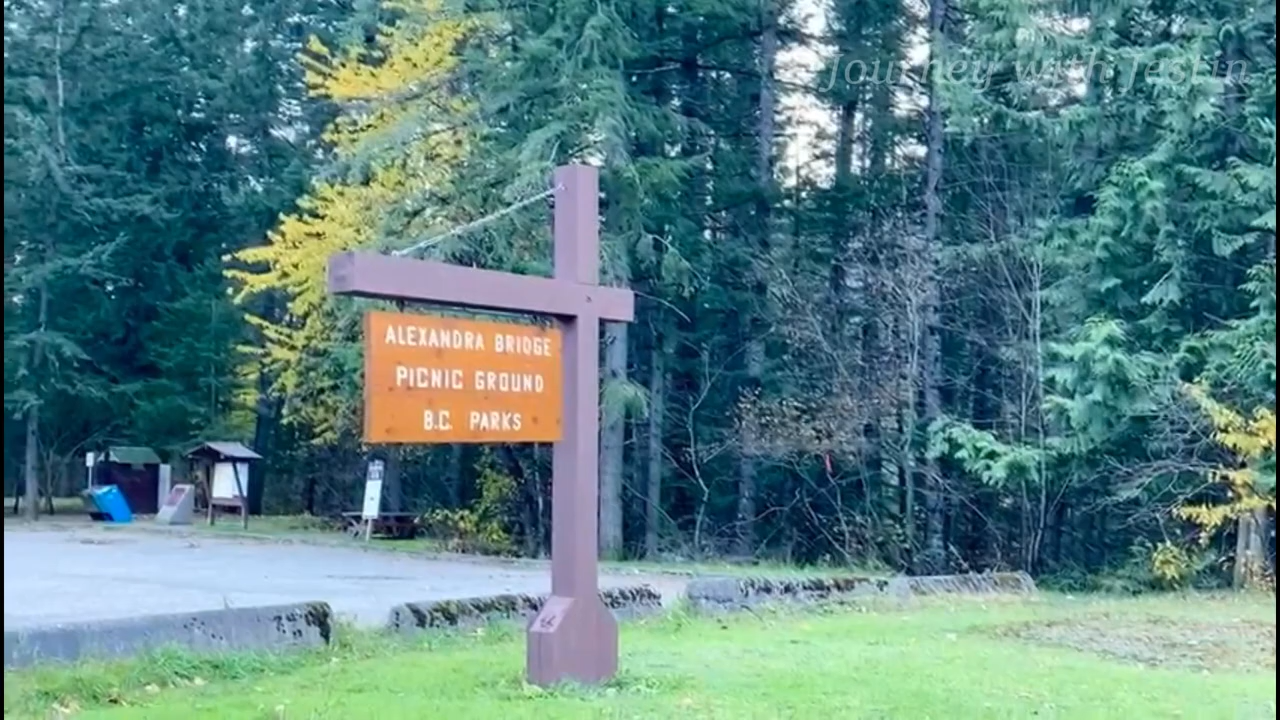 Journey with Jestin
ALEXANDRA BRIDGE
PICNIC GROUND
B.C. PARKS